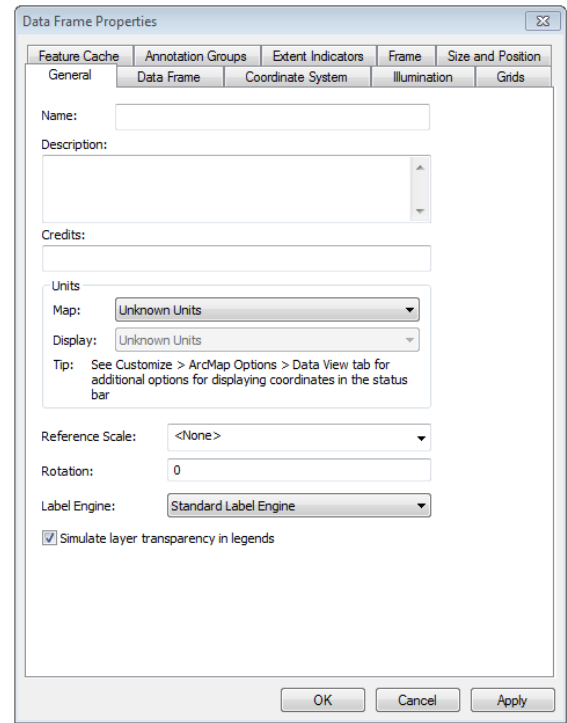 Data Frame Properties
Feature Cache Annotation Groups Extent Indicators Frame Size and Position
General Data Frame Coordinate System Illumination Grids
Name:
Description:
Credits:
Units
Map: Unknown Units
Display: Unknown Units
Tip: See Customize > ArcMap Options > Data View tab for
additional options for displaying coordinates in the status
bar
Reference Scale: <None>
Rotation: 0
Label Engine: Standard Label Engine
Simulate layer transparency in legends
OK Cancel Apply